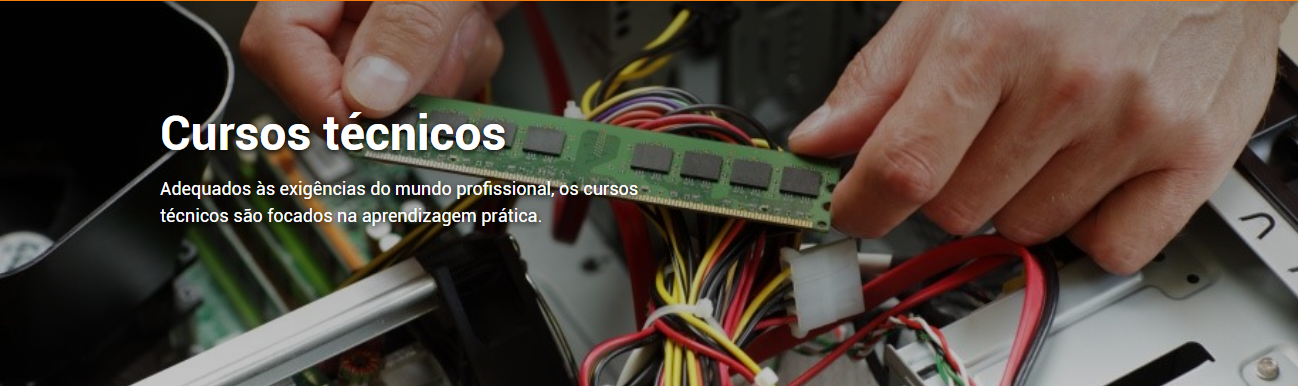 Cursos técnicos
Adequados às exigências do mundo profissional, os cursos
técnicos são focados na aprendizagem prática.